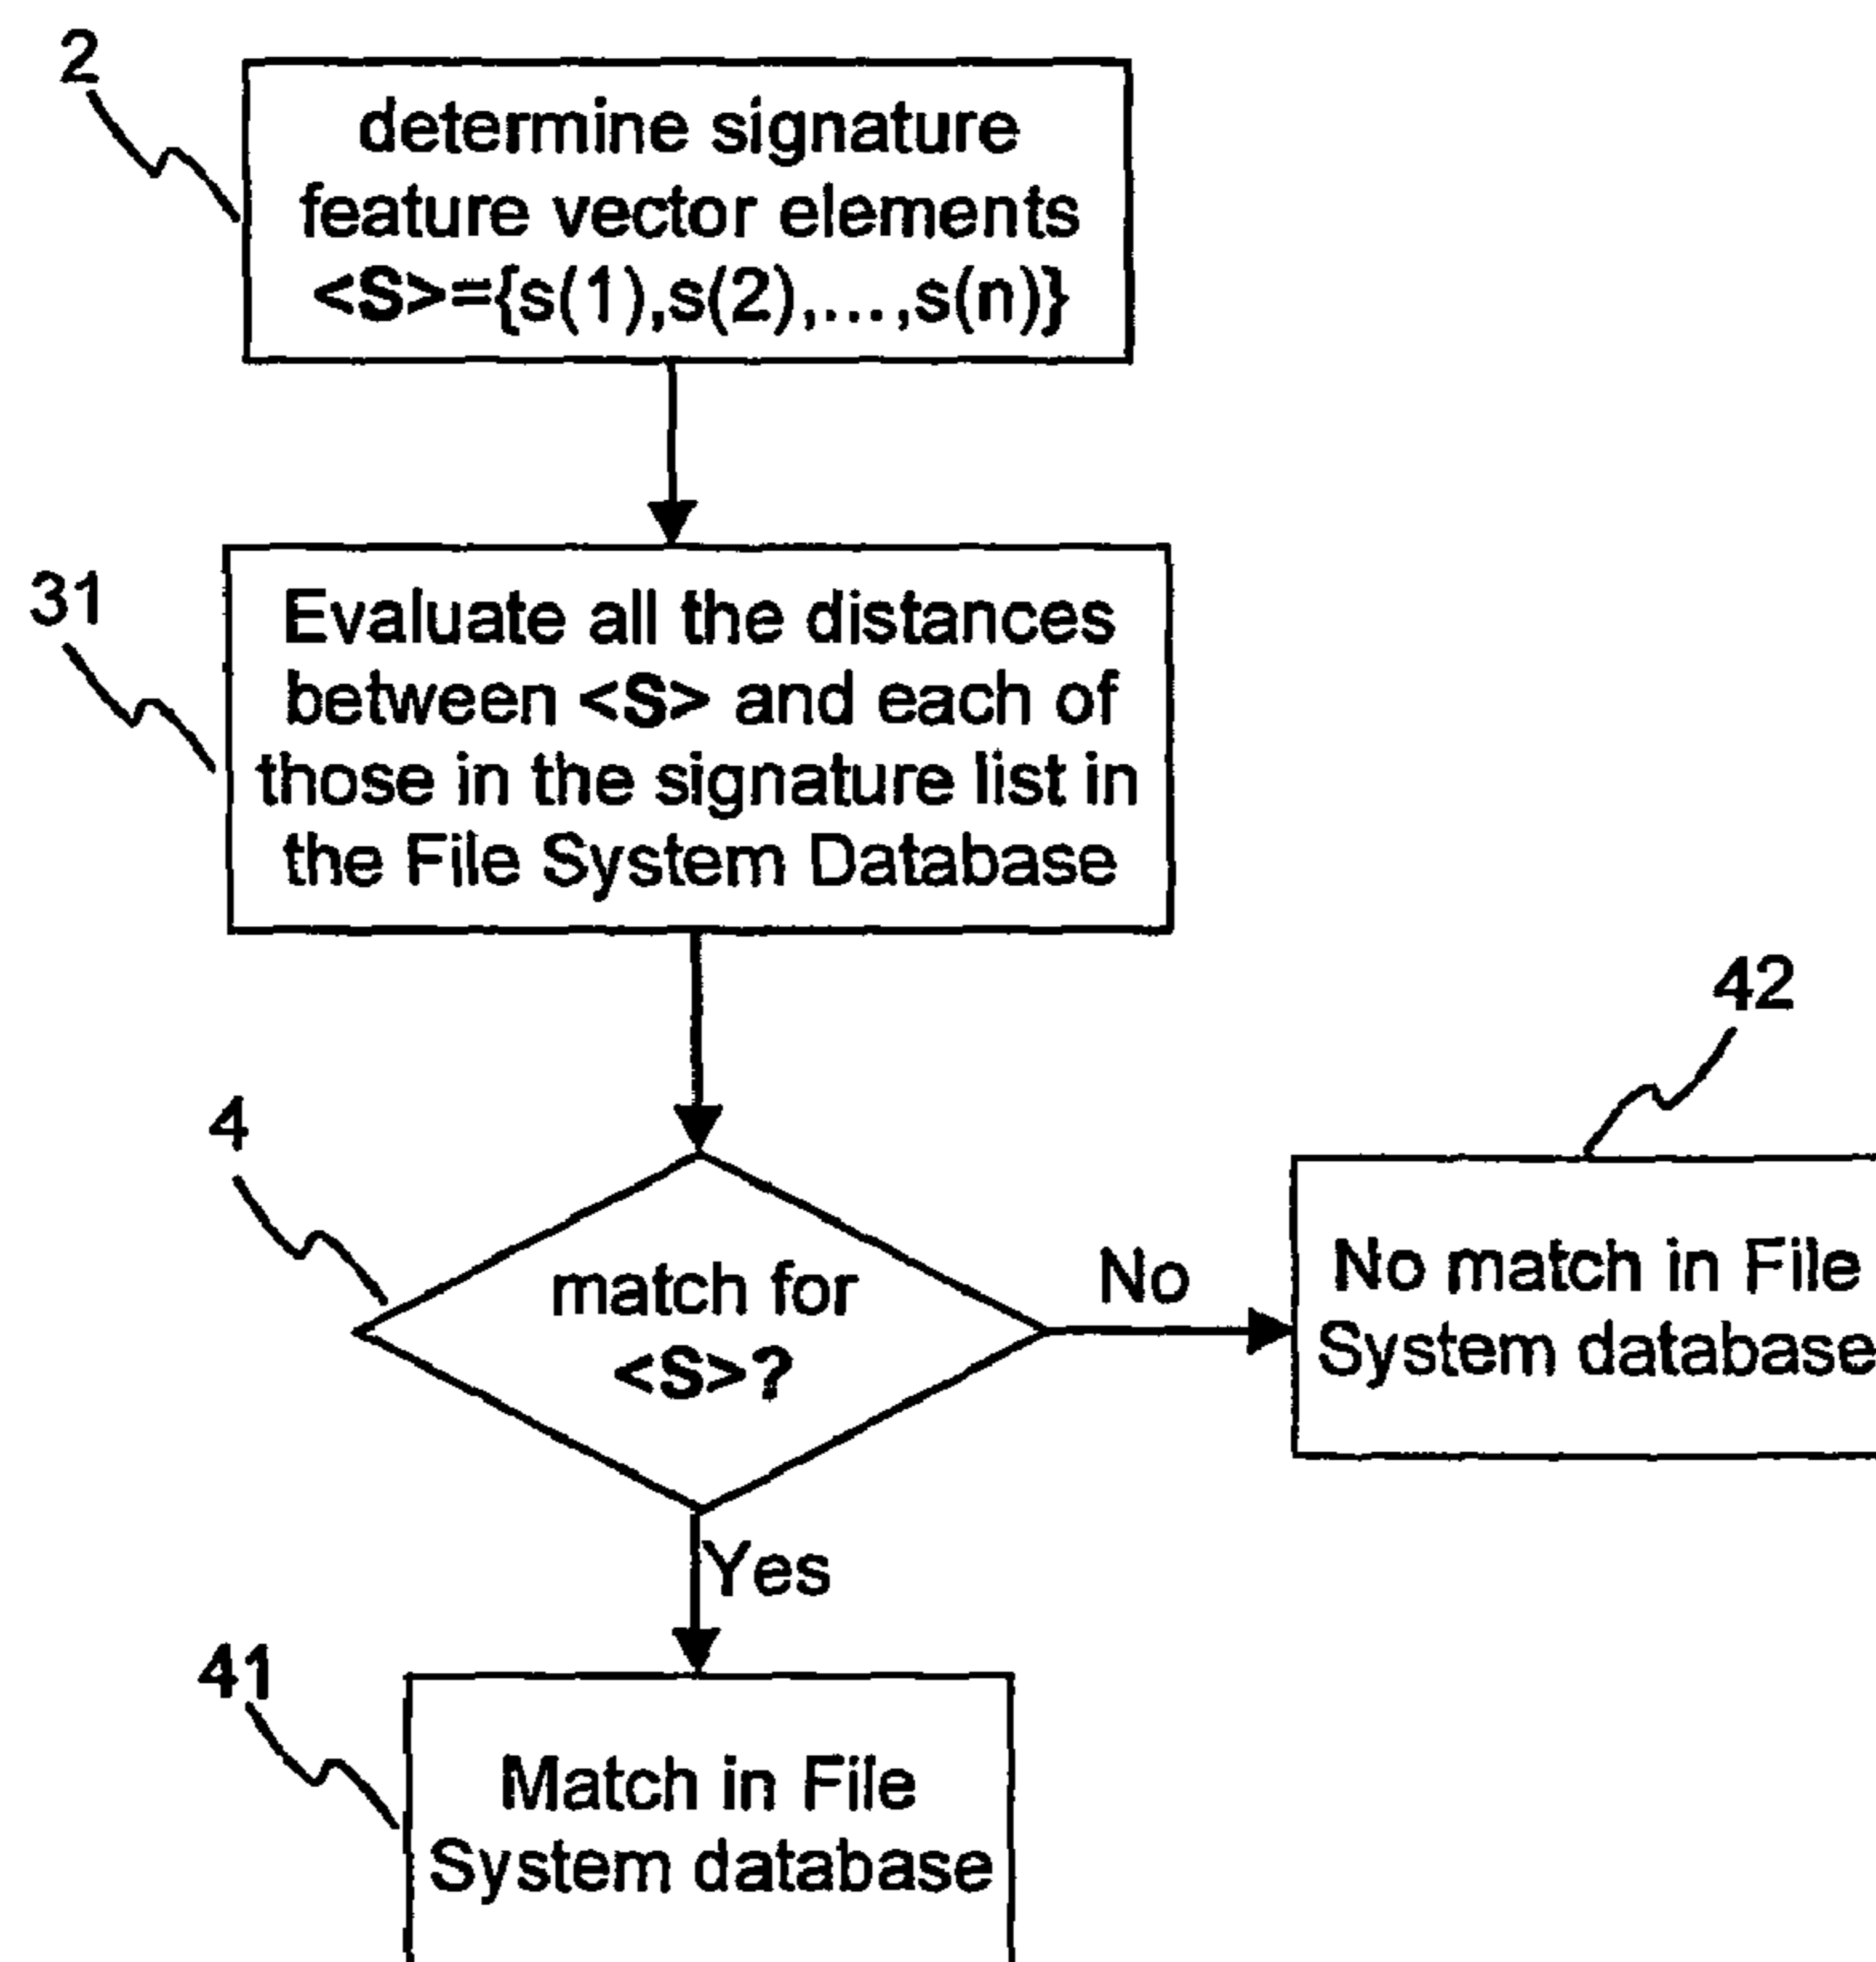 2
determine signature
feature vector elements
<S>={s(1),s(2),...,s(n)}
31
Evaluate all the distances
between <S> and each of
those in the signature list in
the File System Database
42
4
match for
<S>?
No
No match in File
System database
Yes
41
Match in File
System database